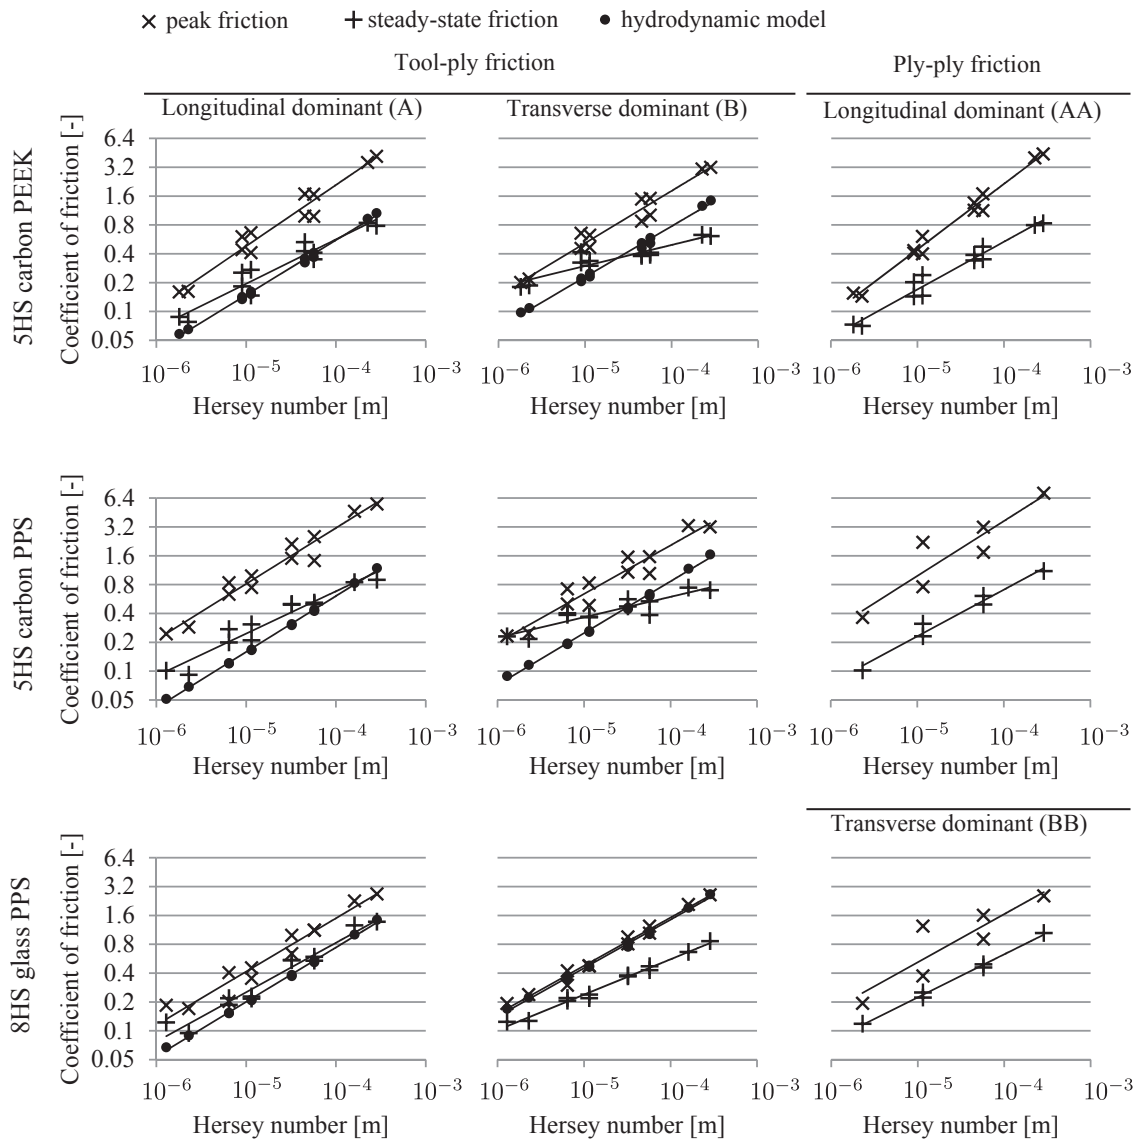 × peak friction + steady-state friction ● hydrodynamic model
Tool-ply friction Ply-ply friction
Longitudinal dominant (A) Transverse dominant (B) Longitudinal dominant (AA)
5HS carbon PEEK
Coefficient of friction [-]
6.4
3.2
1.6
0.8
0.4
0.2
0.1
0.05
10⁻⁶ 10⁻⁵ 10⁻⁴ 10⁻³ 10⁻⁶ 10⁻⁵ 10⁻⁴ 10⁻³ 10⁻⁶ 10⁻⁵ 10⁻⁴ 10⁻³
Hersey number [m] Hersey number [m] Hersey number [m]
5HS carbon PPS
Coefficient of friction [-]
6.4
3.2
1.6
0.8
0.4
0.2
0.1
0.05
10⁻⁶ 10⁻⁵ 10⁻⁴ 10⁻³ 10⁻⁶ 10⁻⁵ 10⁻⁴ 10⁻³ 10⁻⁶ 10⁻⁵ 10⁻⁴ 10⁻³
Hersey number [m] Hersey number [m] Hersey number [m]
Transverse dominant (BB)
8HS glass PPS
Coefficient of friction [-]
6.4
3.2
1.6
0.8
0.4
0.2
0.1
0.05
10⁻⁶ 10⁻⁵ 10⁻⁴ 10⁻³ 10⁻⁶ 10⁻⁵ 10⁻⁴ 10⁻³ 10⁻⁶ 10⁻⁵ 10⁻⁴ 10⁻³
Hersey number [m] Hersey number [m] Hersey number [m]